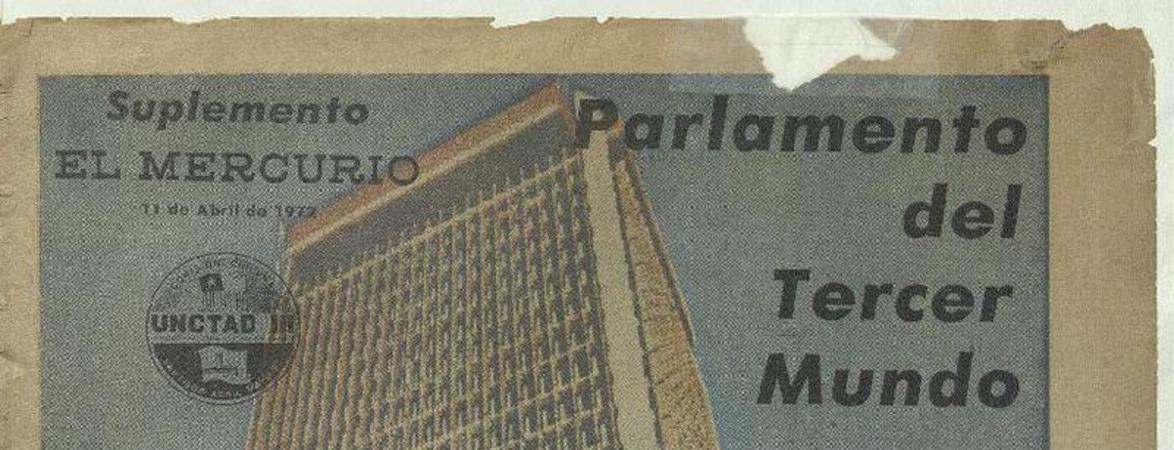 Suplemento
EL MERCURIO
11 de Abril de 1972
UNCTAD III
Parlamento
del
Tercer
Mundo